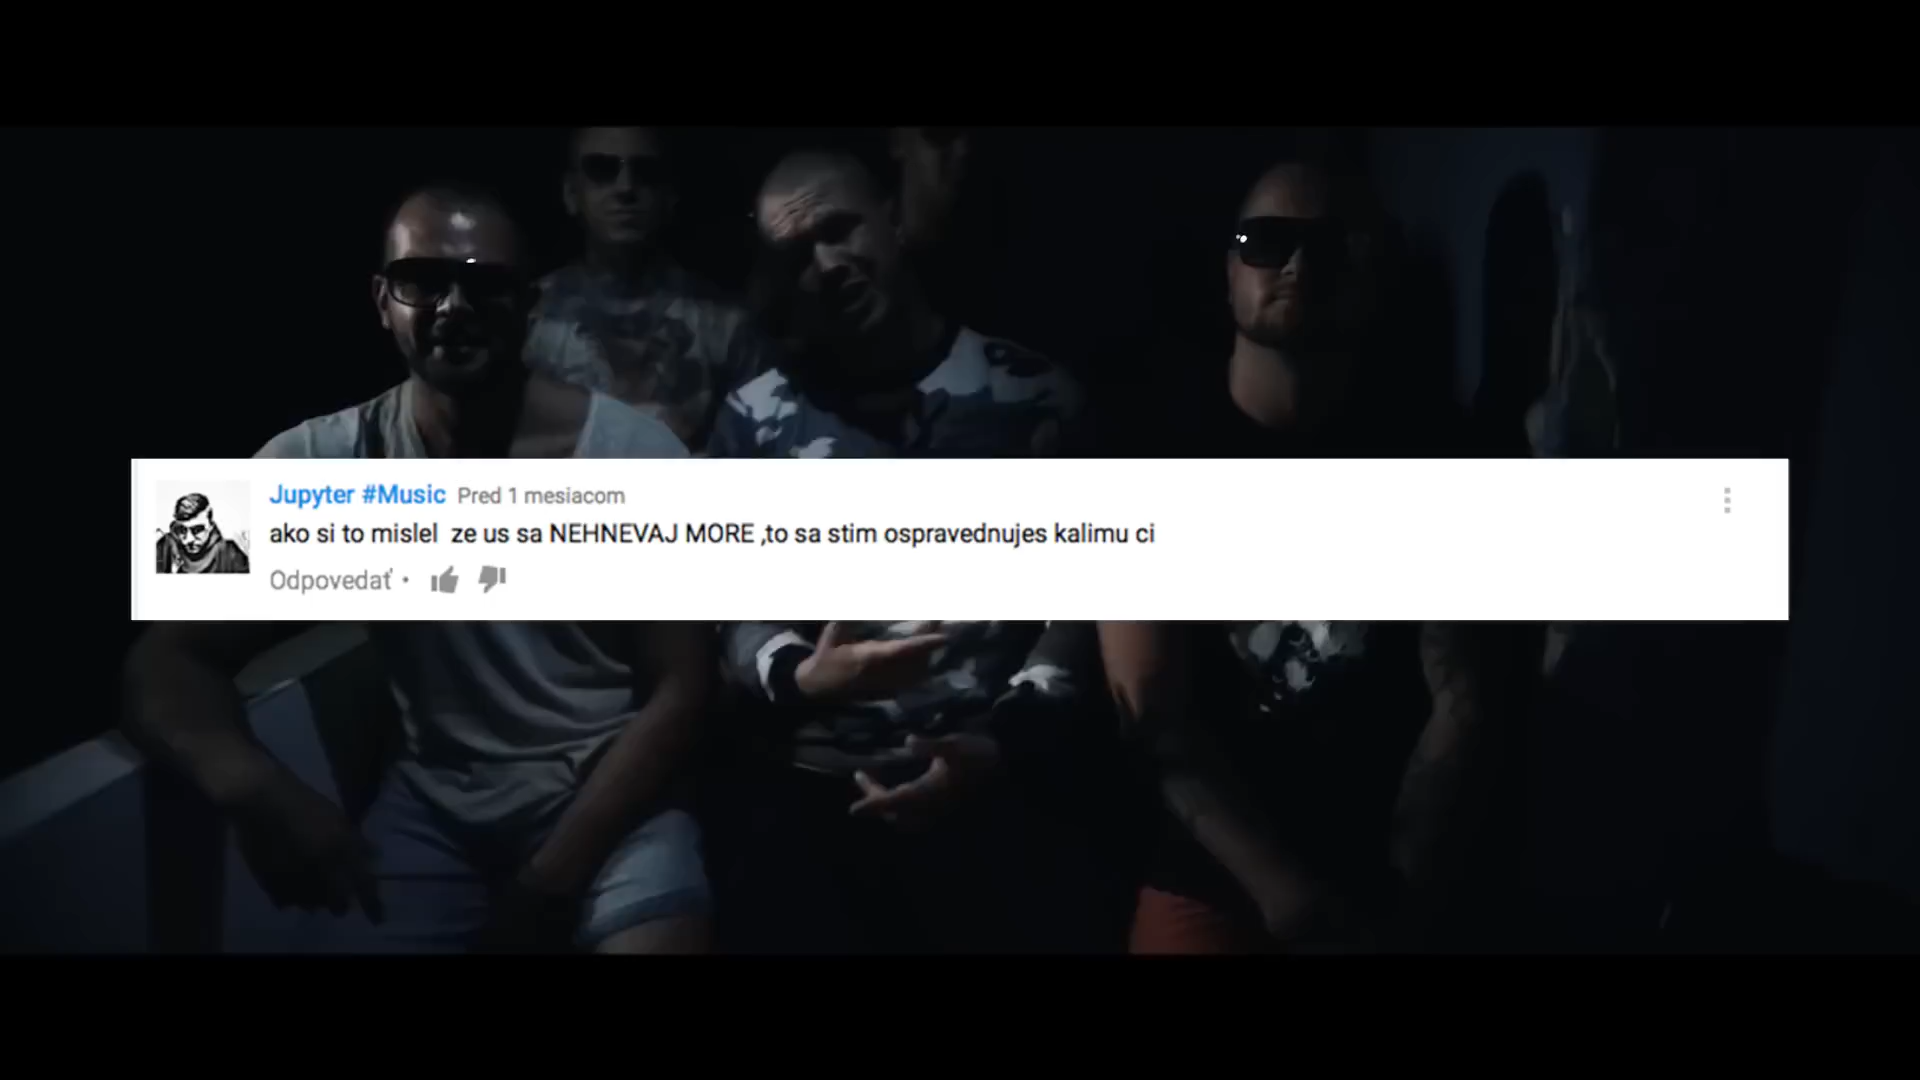 Jupyter #Music Pred 1 mesiacom
ako si to mislel  ze us sa NEHNEVAJ MORE ,to sa stim ospravednujes kalimu ci
Odpovedať •